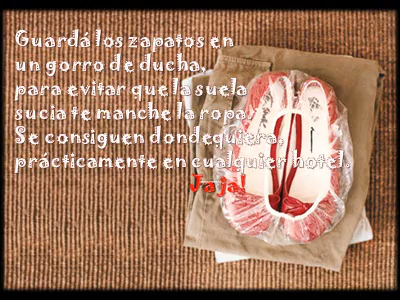 Guardá los zapatos en
un gorro de ducha,
para evitar que la suela
sucia te manche la ropa.
Se consiguen dondequiera,
prácticamente en cualquier hotel.
Jaja!